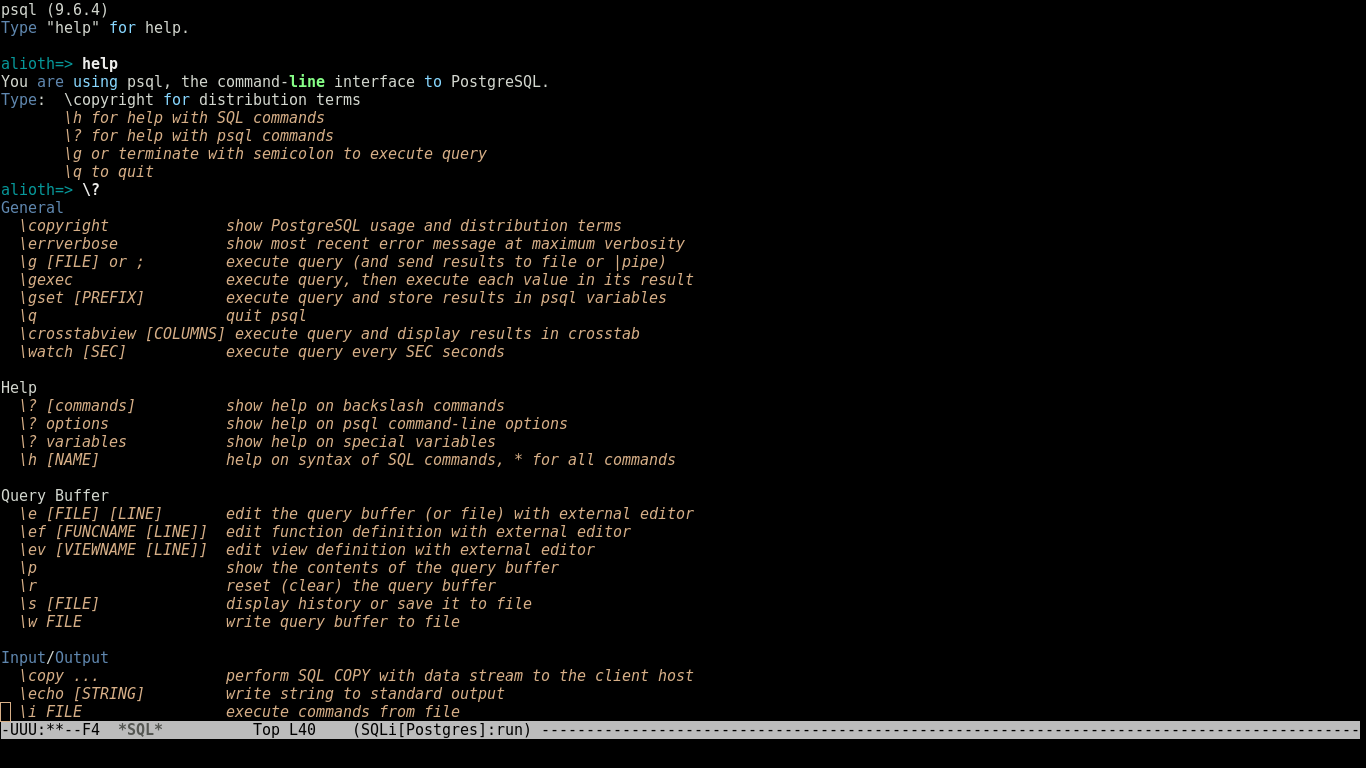 psql (9.6.4)
Type "help" for help.

alioth=> help
You are using psql, the command-line interface to PostgreSQL.
Type:  \copyright for distribution terms
       \h for help with SQL commands
       \? for help with psql commands
       \g or terminate with semicolon to execute query
       \q to quit
alioth=> \?
General
  \copyright             show PostgreSQL usage and distribution terms
  \errverbose            show most recent error message at maximum verbosity
  \g [FILE] or ;         execute query (and send results to file or |pipe)
  \gexec                 execute query, then execute each value in its result
  \gset [PREFIX]         execute query and store results in psql variables
  \q                     quit psql
  \crosstabview [COLUMNS] execute query and display results in crosstab
  \watch [SEC]           execute query every SEC seconds

Help
  \? [commands]          show help on backslash commands
  \? options             show help on psql command-line options
  \? variables           show help on special variables
  \h [NAME]              help on syntax of SQL commands, * for all commands

Query Buffer
  \e [FILE] [LINE]       edit the query buffer (or file) with external editor
  \ef [FUNCNAME [LINE]]  edit function definition with external editor
  \ev [VIEWNAME [LINE]]  edit view definition with external editor
  \p                     show the contents of the query buffer
  \r                     reset (clear) the query buffer
  \s [FILE]              display history or save it to file
  \w FILE                write query buffer to file

Input/Output
  \copy ...              perform SQL COPY with data stream to the client host
  \echo [STRING]         write string to standard output
  \i FILE                execute commands from file
-UUU:**--F4  *SQL*          Top L40    (SQLi[Postgres]:run) -------------------------------------------------------------------------------------------